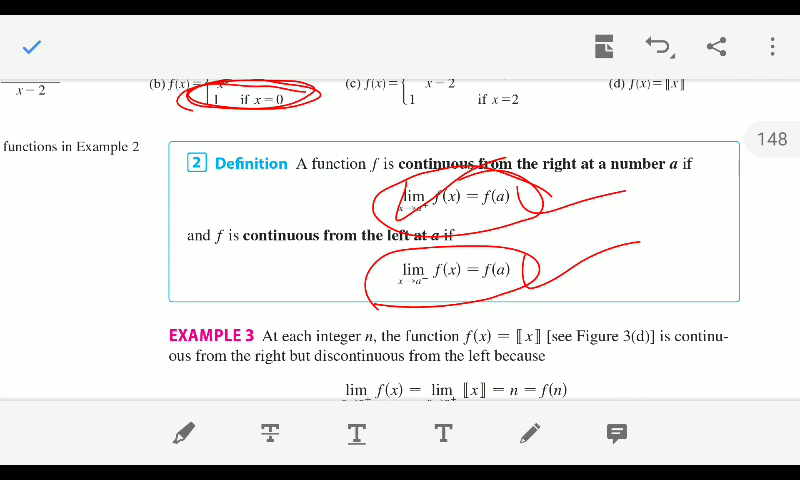 x − 2 (b) f(x) = { 1 if x = 0 (c) f(x) = { x − 2 (d) f(x) = ⟦x⟧
1 if x = 2
148
functions in Example 2
2 Definition A function f is continuous from the right at a number a if
lim x→a⁺ f(x) = f(a)
and f is continuous from the left at a if
lim x→a⁻ f(x) = f(a)
EXAMPLE 3 At each integer n, the function f(x) = ⟦x⟧ [see Figure 3(d)] is continu-
ous from the right but discontinuous from the left because
lim f(x) = lim ⟦x⟧ = n = f(n)